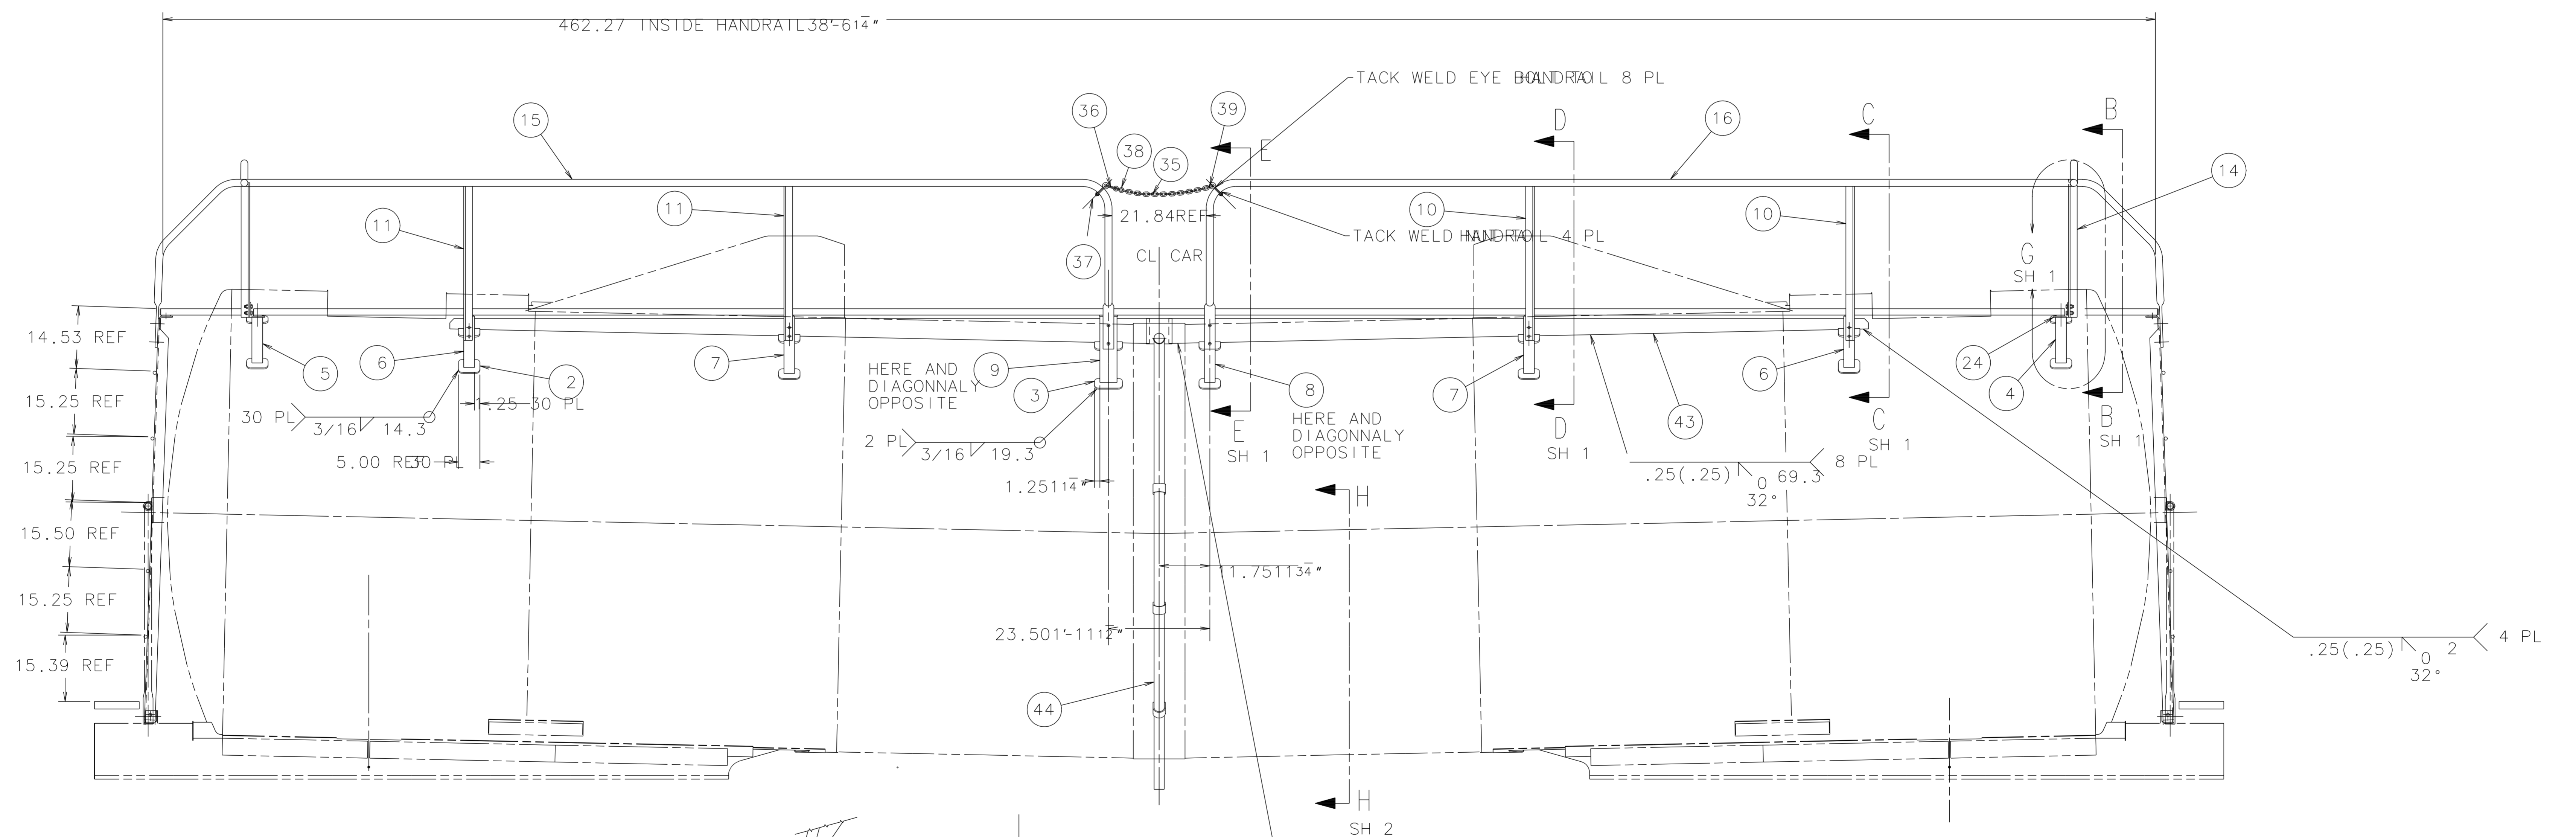 462.27 INSIDE HANDRAIL38'-6 1/4"
TACK WELD EYE BOLT TO HANDRAIL 8 PL
36
39
15
38
35
D
C
B
16
E
14
11
11
21.84REF
10
10
TACK WELD NUT TO HANDRAIL 4 PL
37
CL CAR
G
SH 1
14.53 REF
5
6
7
HERE AND
DIAGONNALY
OPPOSITE
9
7
6
24
2
3
8
4
15.25 REF
1.25 30 PL
30 PL
3/16
14.3
E
SH 1
HERE AND
DIAGONNALY
OPPOSITE
D
SH 1
43
C
SH 1
B
SH 1
2 PL
3/16
19.3
15.25 REF
5.00 REF 30 PL
.25(.25)
0
69.3
8 PL
32°
1.25 1 1/4"
H
15.50 REF
11.75 11 3/4"
15.25 REF
23.50 1'-11 1/2"
15.39 REF
.25(.25)
0
2
4 PL
32°
44
H
SH 2